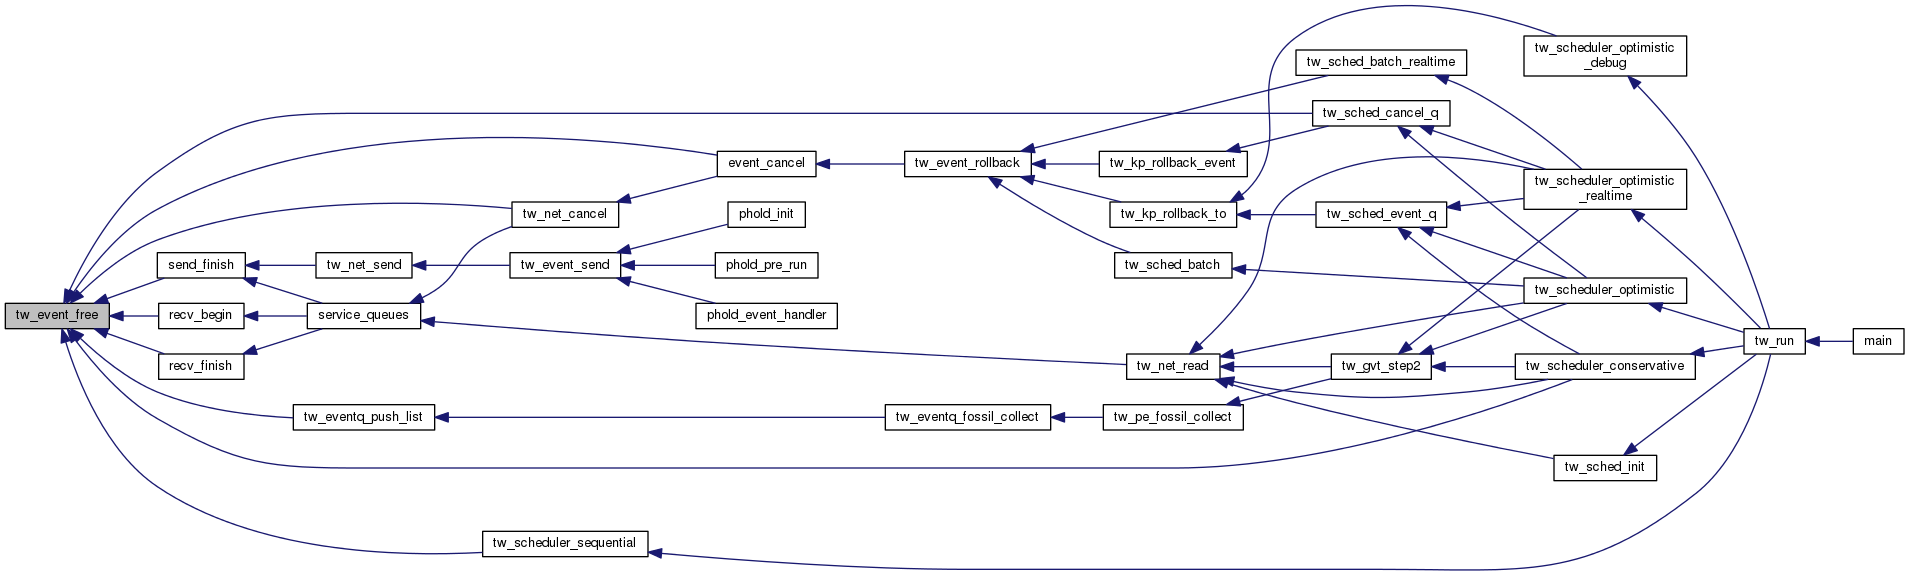 tw_scheduler_optimistic
_debug
tw_sched_batch_realtime
tw_sched_cancel_q
event_cancel
tw_event_rollback
tw_kp_rollback_event
tw_scheduler_optimistic
_realtime
tw_net_cancel
phold_init
tw_kp_rollback_to
tw_sched_event_q
send_finish
tw_net_send
tw_event_send
phold_pre_run
tw_sched_batch
tw_scheduler_optimistic
tw_event_free
recv_begin
service_queues
phold_event_handler
tw_run
main
recv_finish
tw_net_read
tw_gvt_step2
tw_scheduler_conservative
tw_eventq_push_list
tw_eventq_fossil_collect
tw_pe_fossil_collect
tw_sched_init
tw_scheduler_sequential